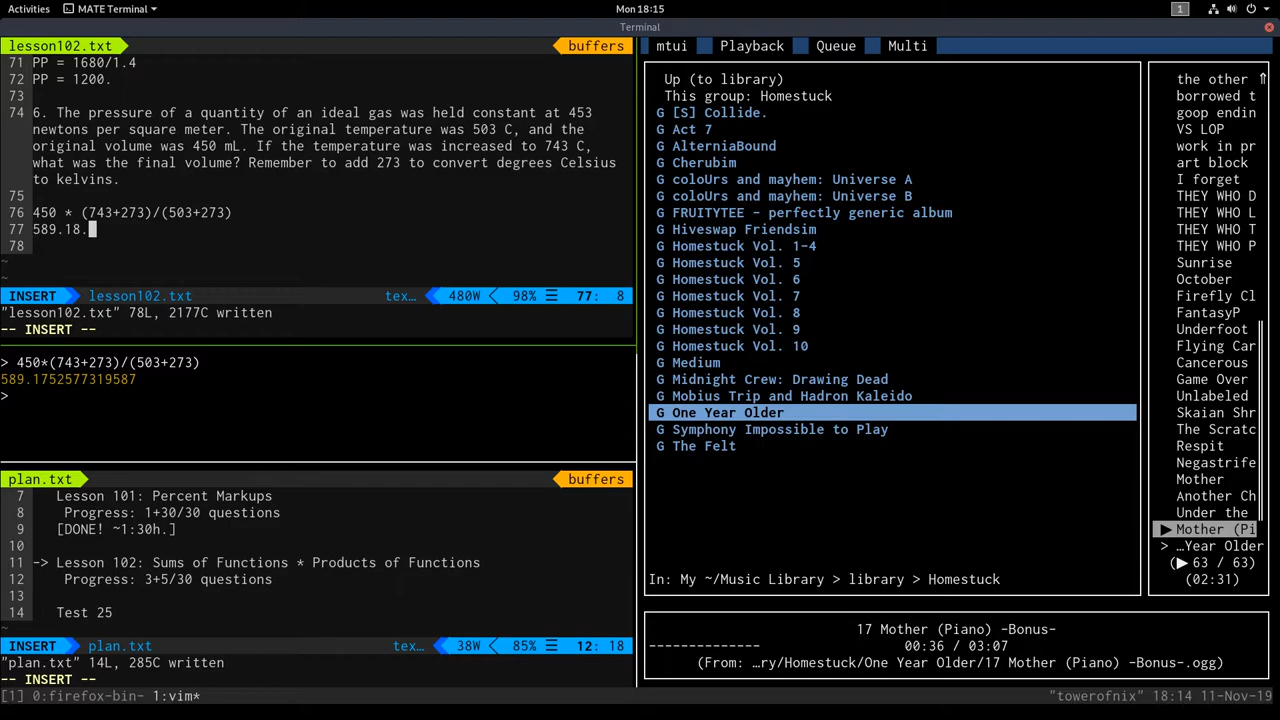 Activities MATE Terminal Mon 18:15 1
Terminal
lesson102.txt buffers
71 PP = 1680/1.4
72 PP = 1200.
73
74 6. The pressure of a quantity of an ideal gas was held constant at 453
newtons per square meter. The original temperature was 503 C, and the
original volume was 450 mL. If the temperature was increased to 743 C,
what was the final volume? Remember to add 273 to convert degrees Celsius
to kelvins.
75
76 450 * (743+273)/(503+273)
77 589.18.
78
~
~
INSERT lesson102.txt tex… 480W 98% ☰ 77: 8
"lesson102.txt" 78L, 2177C written
-- INSERT --
> 450*(743+273)/(503+273)
589.1752577319587
>
plan.txt buffers
7 Lesson 101: Percent Markups
8 Progress: 1+30/30 questions
9 [DONE! ~1:30h.]
10
11 -> Lesson 102: Sums of Functions * Products of Functions
12 Progress: 3+5/30 questions
13
14 Test 25
~
INSERT plan.txt tex… 38W 85% ☰ 12: 18
"plan.txt" 14L, 285C written
-- INSERT --
mtui Playback Queue Multi
Up (to library)
This group: Homestuck
G [S] Collide.
G Act 7
G AlterniaBound
G Cherubim
G coloUrs and mayhem: Universe A
G coloUrs and mayhem: Universe B
G FRUITYTEE - perfectly generic album
G Hiveswap Friendsim
G Homestuck Vol. 1-4
G Homestuck Vol. 5
G Homestuck Vol. 6
G Homestuck Vol. 7
G Homestuck Vol. 8
G Homestuck Vol. 9
G Homestuck Vol. 10
G Medium
G Midnight Crew: Drawing Dead
G Mobius Trip and Hadron Kaleido
G One Year Older
G Symphony Impossible to Play
G The Felt
In: My ~/Music Library > library > Homestuck
the other ⇑
borrowed t
goop endin
VS LOP
work in pr
art block
I forget
THEY WHO D
THEY WHO L
THEY WHO T
THEY WHO P
Sunrise
October
Firefly Cl
FantasyP
Underfoot
Flying Car
Cancerous
Game Over
Unlabeled
Skaian Shr
The Scratc
Respit
Negastrife
Mother
Another Ch
Under the
▶ Mother (Pi
> …Year Older
(▶ 63 / 63)
(02:31)
17 Mother (Piano) -Bonus-
-------------- 00:36 / 03:07
(From: …ry/Homestuck/One Year Older/17 Mother (Piano) -Bonus-.ogg)
[1] 0:firefox-bin- 1:vim* "towerofnix" 18:14 11-Nov-19